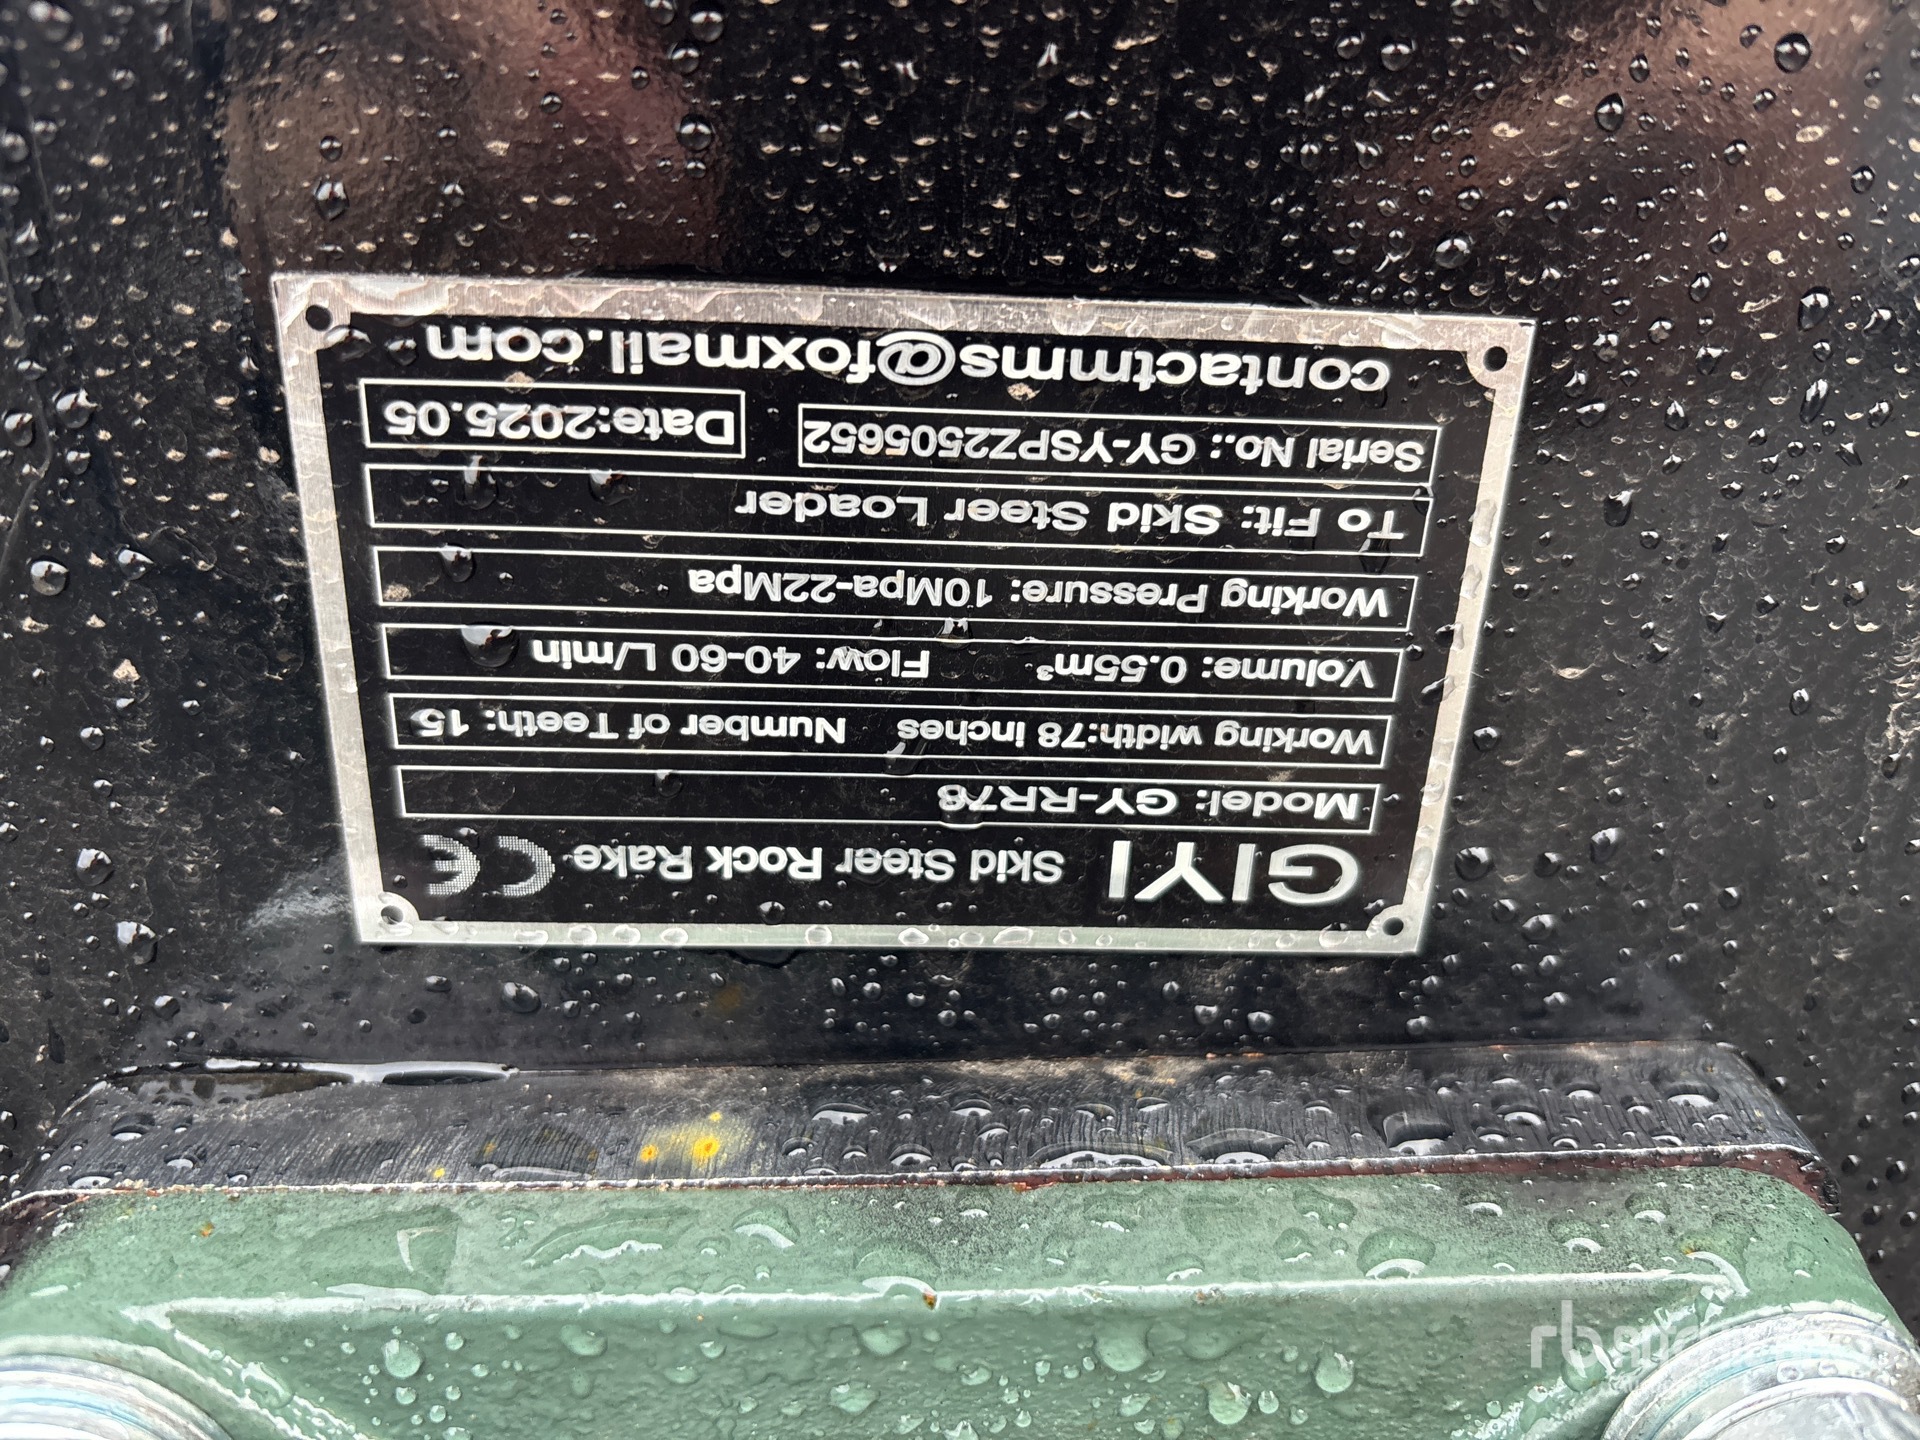 GIYI Skid Steer Rock Rake CE
Model: GY-RR78
Working width:78 inches Number of Teeth: 15
Volume: 0.55m³ Flow: 40-60 L/min
Working Pressure: 10Mpa-22Mpa
To Fit: Skid Steer Loader
Serial No.: GY-YSPZ2505652 Date:2025.05
contactmms@foxmail.com
rb